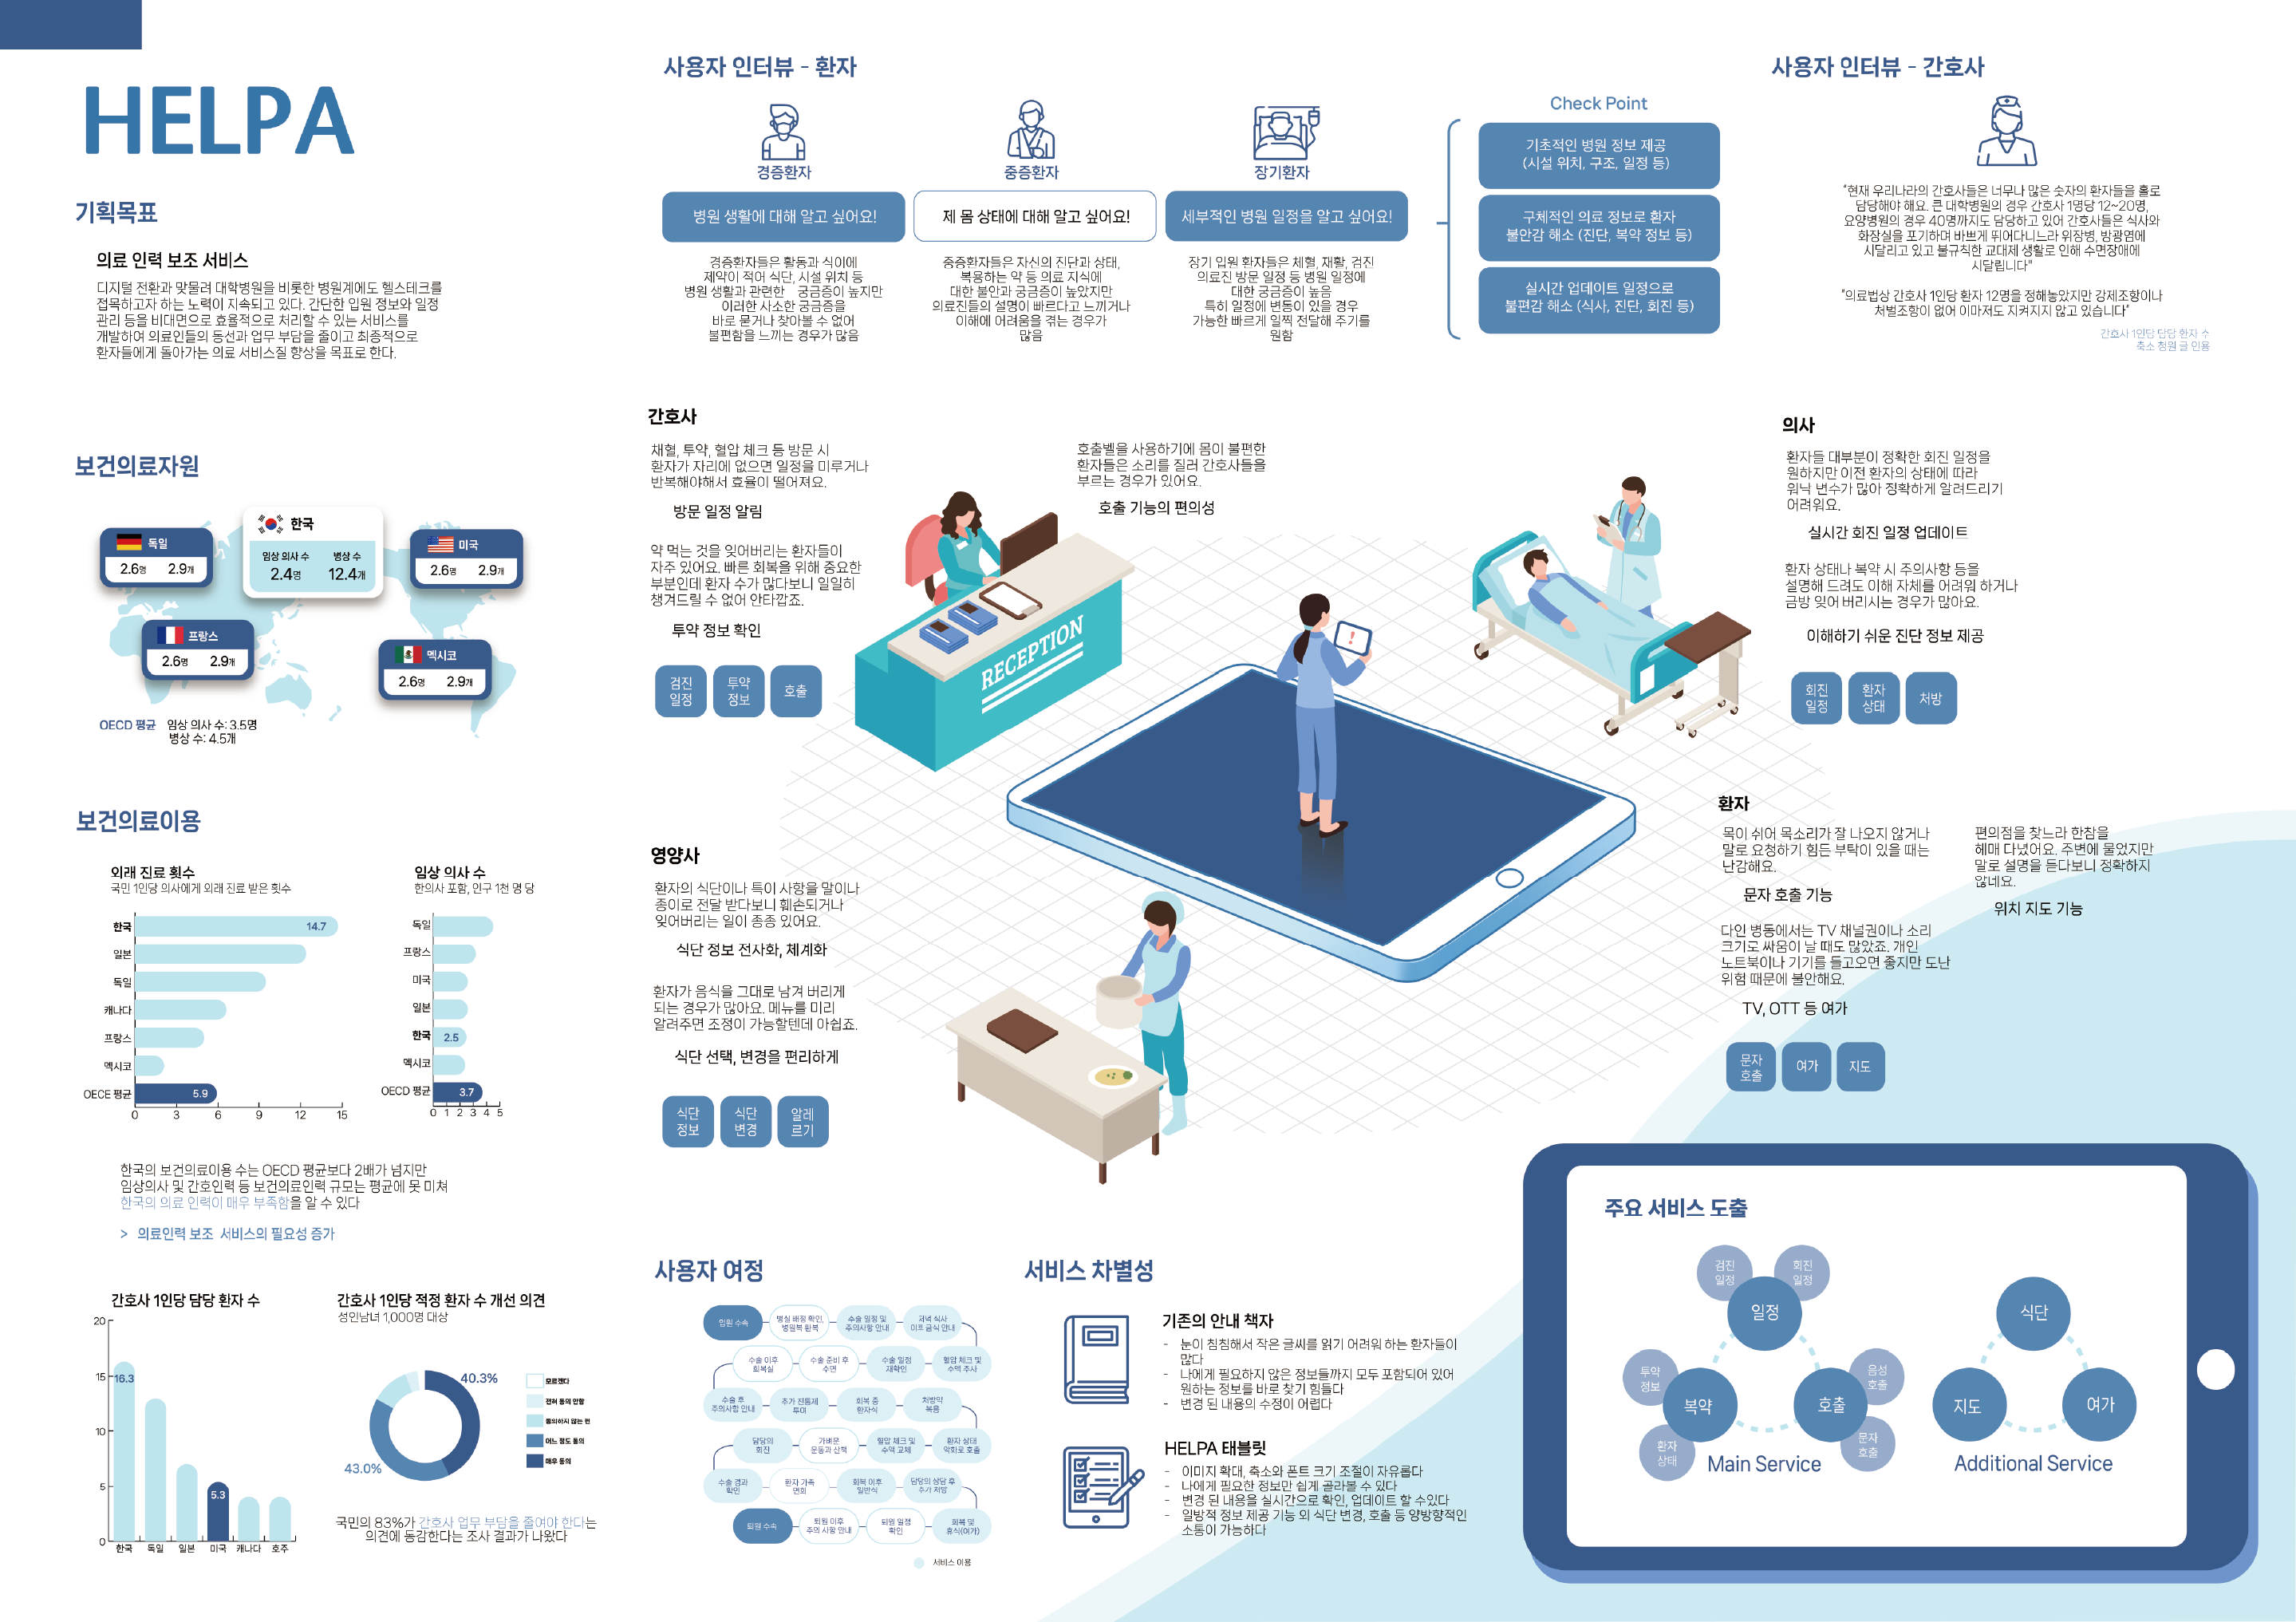 HELPA
기획목표
의료 인력 보조 서비스
디지털 전환과 맞물려 대학병원을 비롯한 병원계에도 헬스테크를
접목하고자 하는 노력이 지속되고 있다. 간단한 입원 정보와 일정
관리 등을 비대면으로 효율적으로 처리할 수 있는 서비스를
개발하여 의료인들의 동선과 업무 부담을 줄이고 최종적으로
환자들에게 돌아가는 의료 서비스질 향상을 목표로 한다.
보건의료자원
독일
2.6명 2.9개
한국
임상 의사 수 병상 수
2.4명 12.4개
미국
2.6명 2.9개
프랑스
2.6명 2.9개
멕시코
2.6명 2.9개
OECD 평균 임상 의사 수: 3.5명
병상 수: 4.5개
보건의료이용
외래 진료 횟수
국민 1인당 의사에게 외래 진료 받은 횟수
한국 14.7
일본
독일
캐나다
프랑스
멕시코
OECE 평균 5.9
0 3 6 9 12 15
임상 의사 수
한의사 포함, 인구 1천 명 당
독일
프랑스
미국
일본
한국 2.5
멕시코
OECD 평균 3.7
0 1 2 3 4 5
한국의 보건의료이용 수는 OECD 평균보다 2배가 넘지만
임상의사 및 간호인력 등 보건의료인력 규모는 평균에 못 미쳐
한국의 의료 인력이 매우 부족함을 알 수 있다
> 의료인력 보조 서비스의 필요성 증가
간호사 1인당 담당 환자 수
20
15
10
5
0
16.3
5.3
한국 독일 일본 미국 캐나다 호주
간호사 1인당 적정 환자 수 개선 의견
성인남녀 1,000명 대상
40.3%
43.0%
모르겠다
전혀 동의 안함
동의하지 않는 편
어느 정도 동의
매우 동의
국민의 83%가 간호사 업무 부담을 줄여야 한다는
의견에 동감한다는 조사 결과가 나왔다
사용자 인터뷰 - 환자
경증환자
병원 생활에 대해 알고 싶어요!
경증환자들은 활동과 식이에
제약이 적어 식단, 시설 위치 등
병원 생활과 관련한 궁금증이 높지만
이러한 사소한 궁금증을
바로 묻거나 찾아볼 수 없어
불편함을 느끼는 경우가 많음
중증환자
제 몸 상태에 대해 알고 싶어요!
중증환자들은 자신의 진단과 상태,
복용하는 약 등 의료 지식에
대한 불안과 궁금증이 높았지만
의료진들의 설명이 빠르다고 느끼거나
이해에 어려움을 겪는 경우가
많음
장기환자
세부적인 병원 일정을 알고 싶어요!
장기 입원 환자들은 체혈, 재활, 검진
의료진 방문 일정 등 병원 일정에
대한 궁금증이 높음
특히 일정에 변동이 있을 경우
가능한 빠르게 일찍 전달해 주기를
원함
Check Point
기초적인 병원 정보 제공
(시설 위치, 구조, 일정 등)
구체적인 의료 정보로 환자
불안감 해소 (진단, 복약 정보 등)
실시간 업데이트 일정으로
불편감 해소 (식사, 진단, 회진 등)
사용자 인터뷰 - 간호사
"현재 우리나라의 간호사들은 너무나 많은 숫자의 환자들을 홀로
담당해야 해요. 큰 대학병원의 경우 간호사 1명당 12~20명,
요양병원의 경우 40명까지도 담당하고 있어 간호사들은 식사와
화장실을 포기하며 바쁘게 뛰어다니느라 위장병, 방광염에
시달리고 있고 불규칙한 교대제 생활로 인해 수면장애에
시달립니다"
"의료법상 간호사 1인당 환자 12명을 정해놓았지만 강제조항이나
처벌조항이 없어 이마저도 지켜지지 않고 있습니다"
간호사 1인당 담당 환자 수
축소 청원 글 인용
간호사
채혈, 투약, 혈압 체크 등 방문 시
환자가 자리에 없으면 일정을 미루거나
반복해야해서 효율이 떨어져요.
방문 일정 알림
약 먹는 것을 잊어버리는 환자들이
자주 있어요. 빠른 회복을 위해 중요한
부분인데 환자 수가 많다보니 일일히
챙겨드릴 수 없어 안타깝죠.
투약 정보 확인
검진
일정
투약
정보
호출
호출벨을 사용하기에 몸이 불편한
환자들은 소리를 질러 간호사들을
부르는 경우가 있어요.
호출 기능의 편의성
RECEPTION
의사
환자들 대부분이 정확한 회진 일정을
원하지만 이전 환자의 상태에 따라
워낙 변수가 많아 정확하게 알려드리기
어려워요.
실시간 회진 일정 업데이트
환자 상태나 복약 시 주의사항 등을
설명해 드려도 이해 자체를 어려워 하거나
금방 잊어 버리시는 경우가 많아요.
이해하기 쉬운 진단 정보 제공
회진
일정
환자
상태
처방
영양사
환자의 식단이나 특이 사항을 말이나
종이로 전달 받다보니 훼손되거나
잊어버리는 일이 종종 있어요.
식단 정보 전사화, 체계화
환자가 음식을 그대로 남겨 버리게
되는 경우가 많아요. 메뉴를 미리
알려주면 조정이 가능할텐데 아쉽죠.
식단 선택, 변경을 편리하게
식단
정보
식단
변경
알레
르기
환자
목이 쉬어 목소리가 잘 나오지 않거나
말로 요청하기 힘든 부탁이 있을 때는
난감해요.
문자 호출 기능
다인 병동에서는 TV 채널권이나 소리
크기로 싸움이 날 때도 많았죠. 개인
노트북이나 기기를 들고오면 좋지만 도난
위험 때문에 불안해요.
TV, OTT 등 여가
편의점을 찾느라 한참을
헤매 다녔어요. 주변에 물었지만
말로 설명을 듣다보니 정확하지
않네요.
위치 지도 기능
문자
호출
여가
지도
사용자 여정
입원 수속
병실 배정 확인,
병원복 환복
수술 일정 및
주의사항 안내
저녁 식사
이후 금식 안내
수술 이후
회복실
수술 준비 후
수면
수술 일정
재확인
혈압 체크 및
수액 주사
수술 후
주의사항 안내
추가 진통제
투여
회복 중
환자식
처방약
복용
담당의
회진
가벼운
운동과 산책
혈압 체크 및
수액 교체
환자 상태
악화로 호출
수술 경과
확인
환자 가족
면회
회복 이후
일반식
담당의 상담 후
추가 처방
퇴원 수속
퇴원 이후
주의 사항 안내
퇴원 일정
확인
회복 및
휴식(여가)
서비스 이용
서비스 차별성
기존의 안내 책자
- 눈이 침침해서 작은 글씨를 읽기 어려워 하는 환자들이
많다
- 나에게 필요하지 않은 정보들까지 모두 포함되어 있어
원하는 정보를 바로 찾기 힘들다
- 변경 된 내용의 수정이 어렵다
HELPA 태블릿
- 이미지 확대, 축소와 폰트 크기 조절이 자유롭다
- 나에게 필요한 정보만 쉽게 골라볼 수 있다
- 변경 된 내용을 실시간으로 확인, 업데이트 할 수있다
- 일방적 정보 제공 기능 외 식단 변경, 호출 등 양방향적인
소통이 가능하다
주요 서비스 도출
검진
일정
회진
일정
일정
투약
정보
복약
환자
상태
음성
호출
호출
문자
호출
Main Service
식단
지도
여가
Additional Service